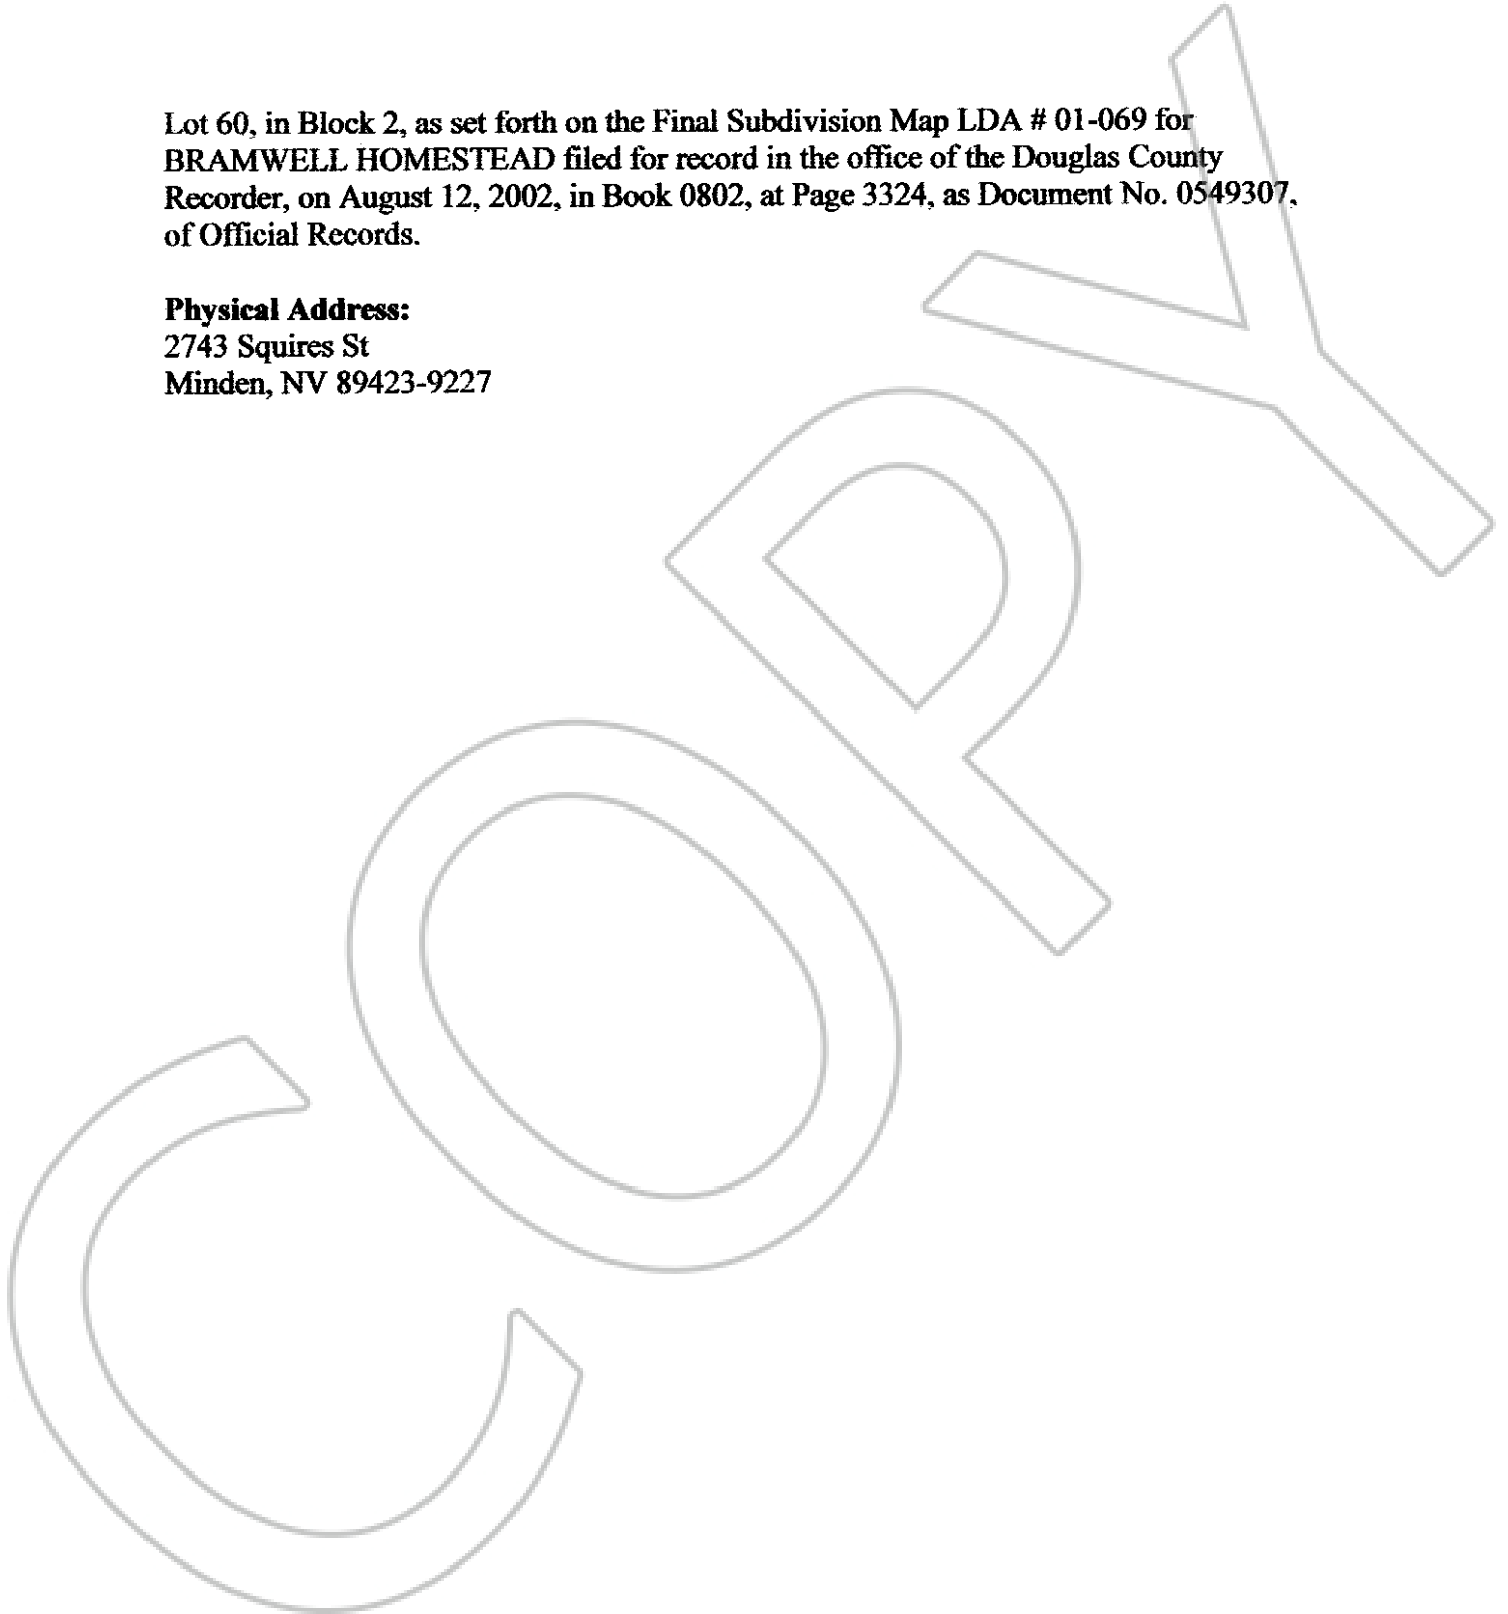 Lot 60, in Block 2, as set forth on the Final Subdivision Map LDA # 01-069 for
BRAMWELL HOMESTEAD filed for record in the office of the Douglas County
Recorder, on August 12, 2002, in Book 0802, at Page 3324, as Document No. 0549307,
of Official Records.
Physical Address:
2743 Squires St
Minden, NV 89423-9227
COPY